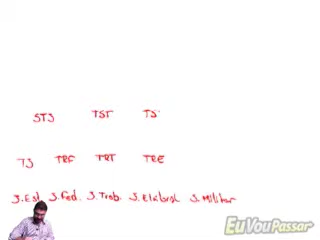 STJ TST TS
TJ TRF TRT TRE
J. Est J. Fed. J. Trab. J. Eleitoral J. Militar
EuVouPassar